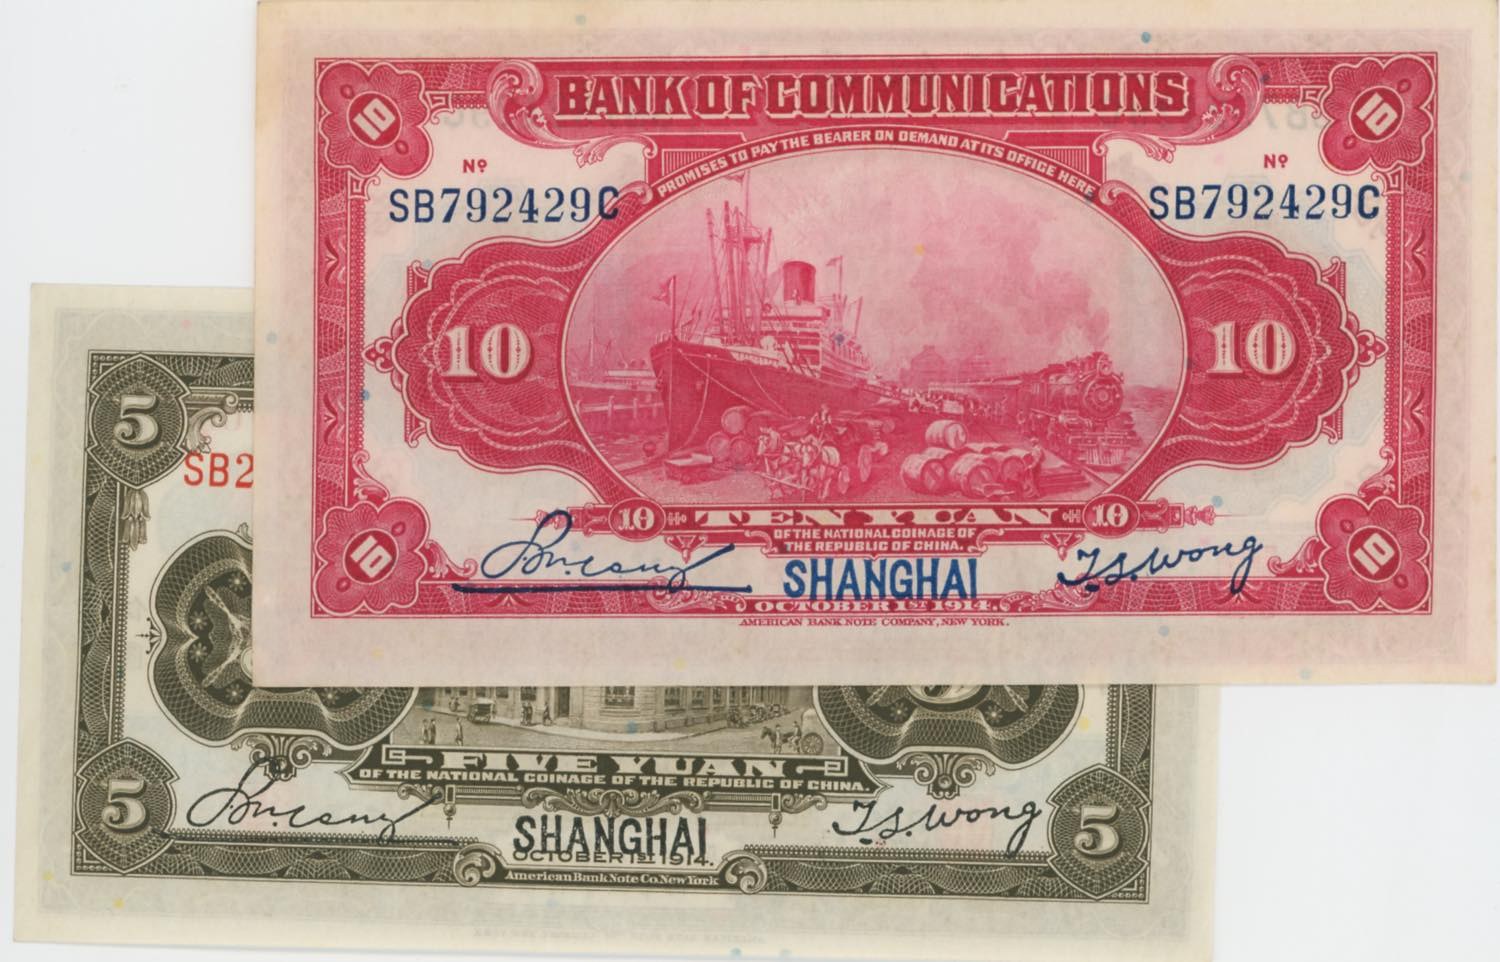 BANK OF COMMUNICATIONS
PROMISES TO PAY THE BEARER ON DEMAND AT ITS OFFICE HERE
10 10
Nº Nº
SB792429C SB792429C
10 10
10 TEN YUAN 10
OF THE NATIONAL COINAGE OF
THE REPUBLIC OF CHINA.
T.S. Wong
SHANGHAI
10 10
OCTOBER 1ST 1914.
AMERICAN BANK NOTE COMPANY, NEW YORK.
5
SB2
FIVE YUAN
OF THE NATIONAL COINAGE OF THE REPUBLIC OF CHINA.
5 5
T.S. Wong
SHANGHAI
OCTOBER 1ST 1914.
American Bank Note Co. New York